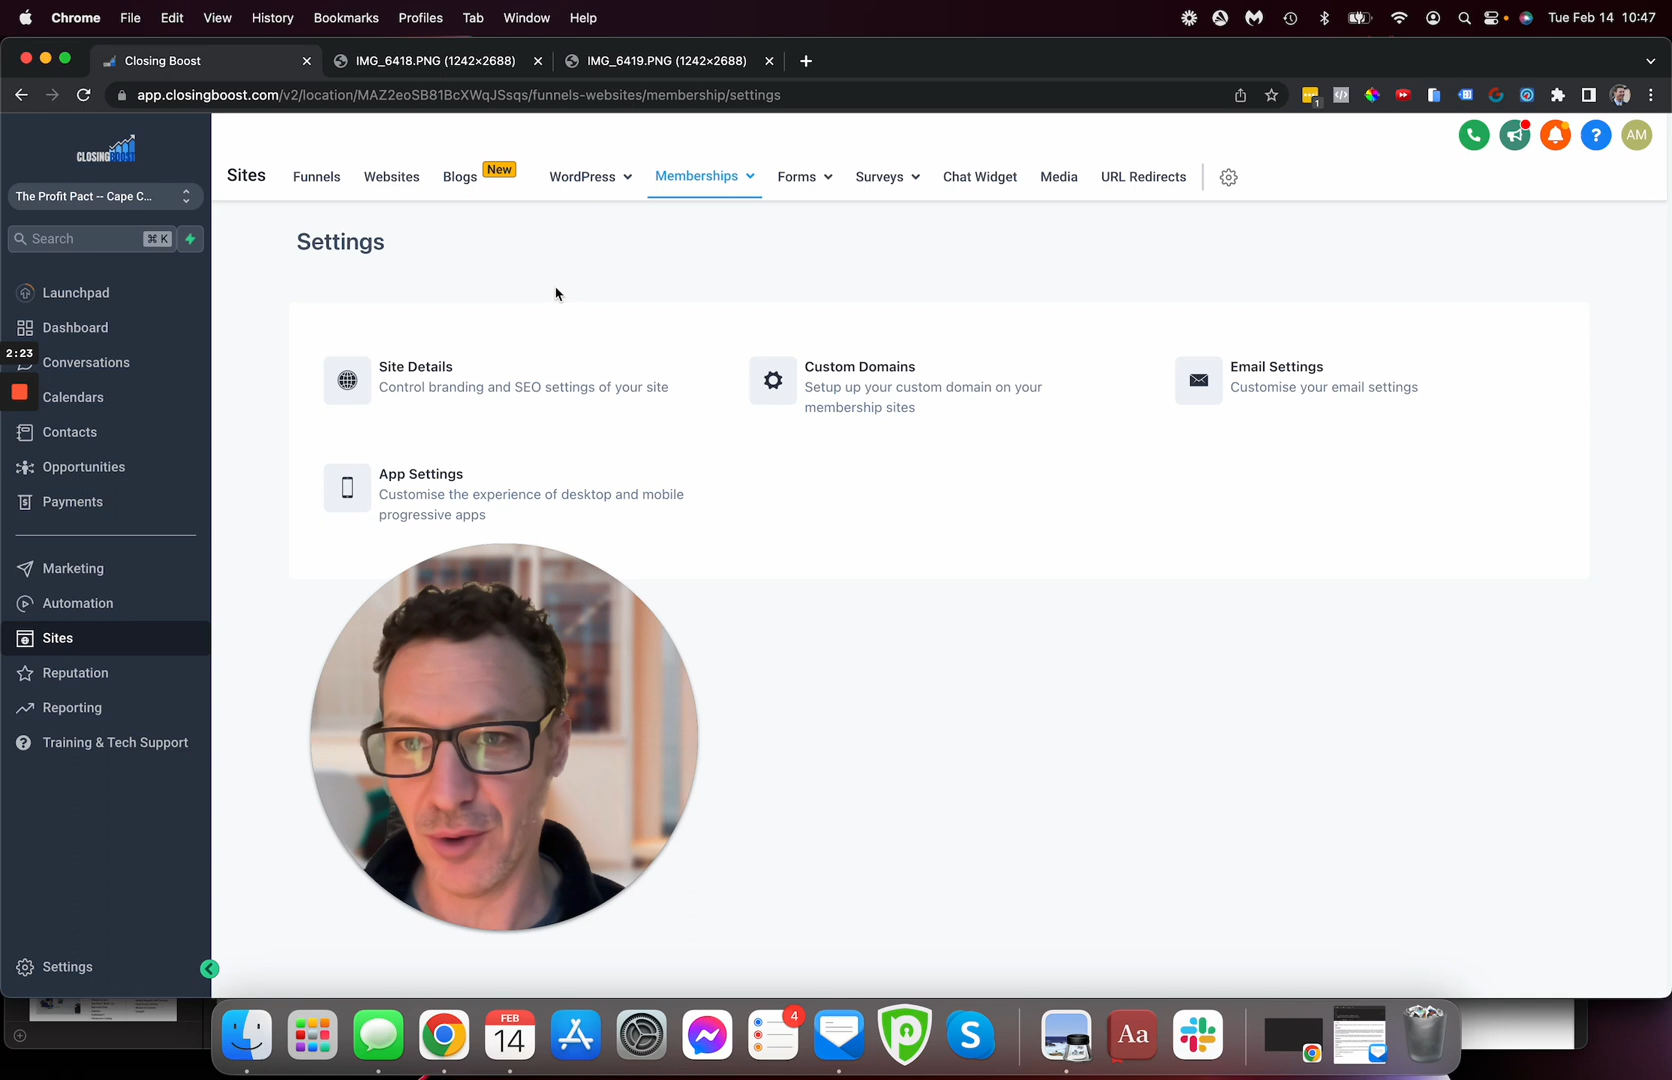 Chrome File Edit View History Bookmarks Profiles Tab Window Help Tue Feb 14 10:47
Closing Boost IMG_6418.PNG (1242×2688) IMG_6419.PNG (1242×2688)
app.closingboost.com/v2/location/MAZ2eoSB81BcXWqJSsqs/funnels-websites/membership/settings
1
CLOSING BOOST
AM
Sites Funnels Websites Blogs New WordPress Memberships Forms Surveys Chat Widget Media URL Redirects
The Profit Pact -- Cape C...
Search ⌘ K
Launchpad
Dashboard
2:23
Conversations
Calendars
Contacts
Opportunities
Payments
Marketing
Automation
Sites
Reputation
Reporting
Training & Tech Support
Settings
Settings
Site Details
Control branding and SEO settings of your site
Custom Domains
Setup up your custom domain on your
membership sites
Email Settings
Customise your email settings
App Settings
Customise the experience of desktop and mobile
progressive apps
FEB
14
4
S
Aa